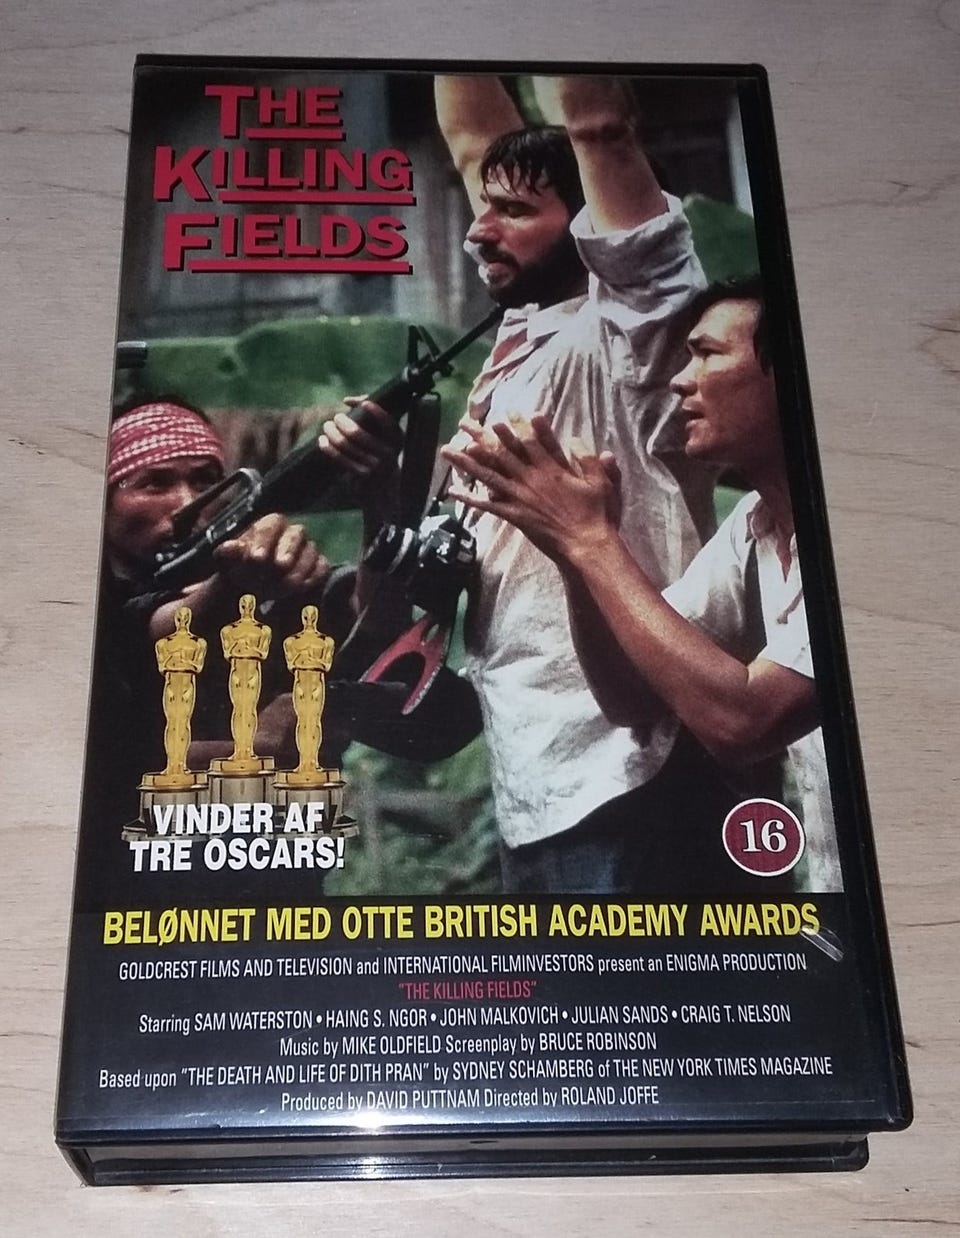 THE
KILLING
FIELDS
VINDER AF
TRE OSCARS!
16
BELØNNET MED OTTE BRITISH ACADEMY AWARDS
GOLDCREST FILMS AND TELEVISION and INTERNATIONAL FILMINVESTORS present an ENIGMA PRODUCTION
"THE KILLING FIELDS"
Starring SAM WATERSTON • HAING S. NGOR • JOHN MALKOVICH • JULIAN SANDS • CRAIG T. NELSON
Music by MIKE OLDFIELD Screenplay by BRUCE ROBINSON
Based upon "THE DEATH AND LIFE OF DITH PRAN" by SYDNEY SCHAMBERG of THE NEW YORK TIMES MAGAZINE
Produced by DAVID PUTTNAM Directed by ROLAND JOFFE